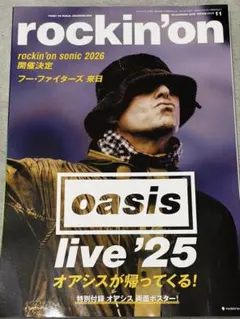 rockin'on
11
rockin'on sonic 2026
開催決定
フー・ファイターズ 来日
oasis
live '25
オアシスが帰ってくる!
特別付録 オアシス 両面ポスター!